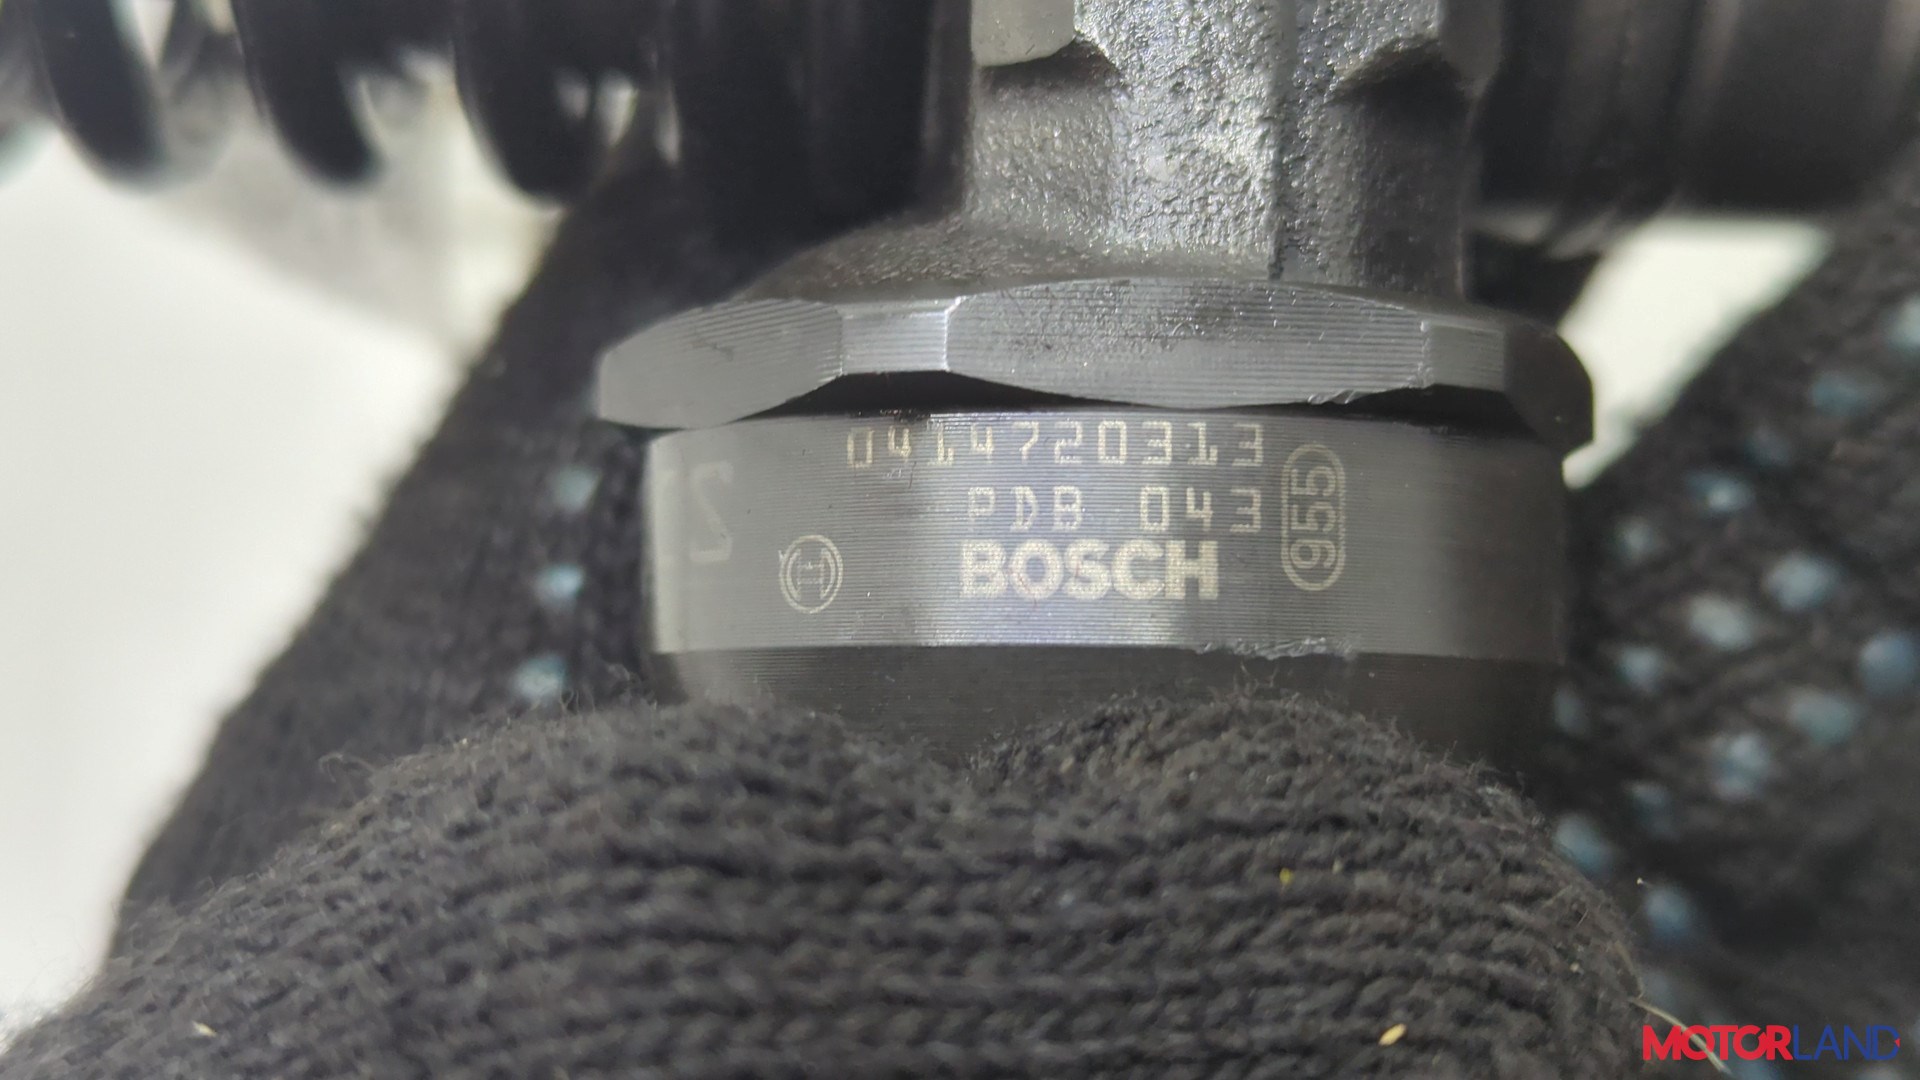 0414720313
PDB 043
BOSCH
955
MOTORLAND